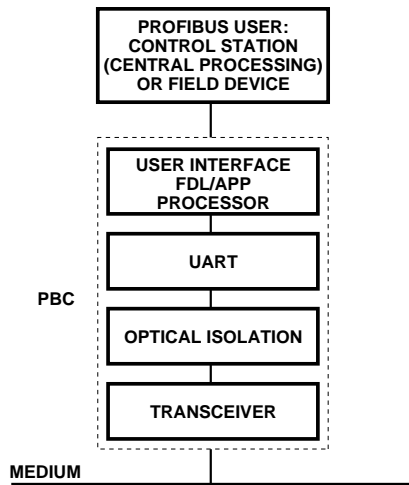 PROFIBUS USER:
CONTROL STATION
(CENTRAL PROCESSING)
OR FIELD DEVICE
USER INTERFACE
FDL/APP
PROCESSOR
UART
PBC
OPTICAL ISOLATION
TRANSCEIVER
MEDIUM